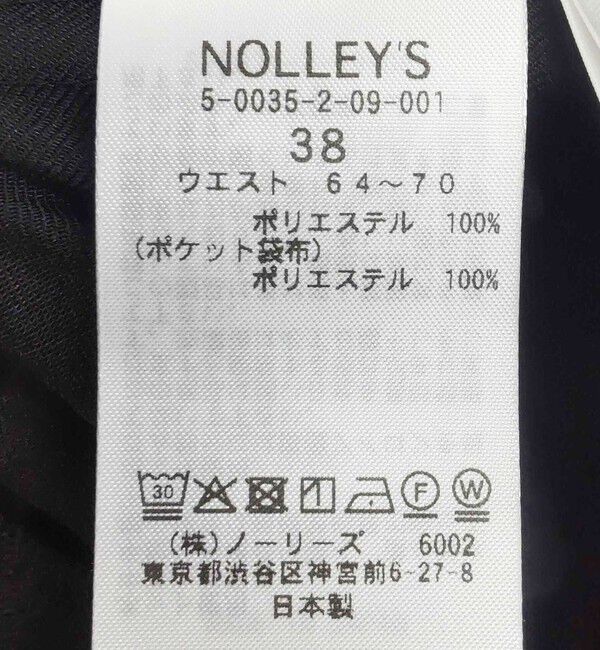 NOLLEY'S
5-0035-2-09-001
38
ウエスト 64～70
ポリエステル 100%
(ポケット袋布)
ポリエステル 100%
30 F W
(株)ノーリーズ 6002
東京都渋谷区神宮前6-27-8
日本製